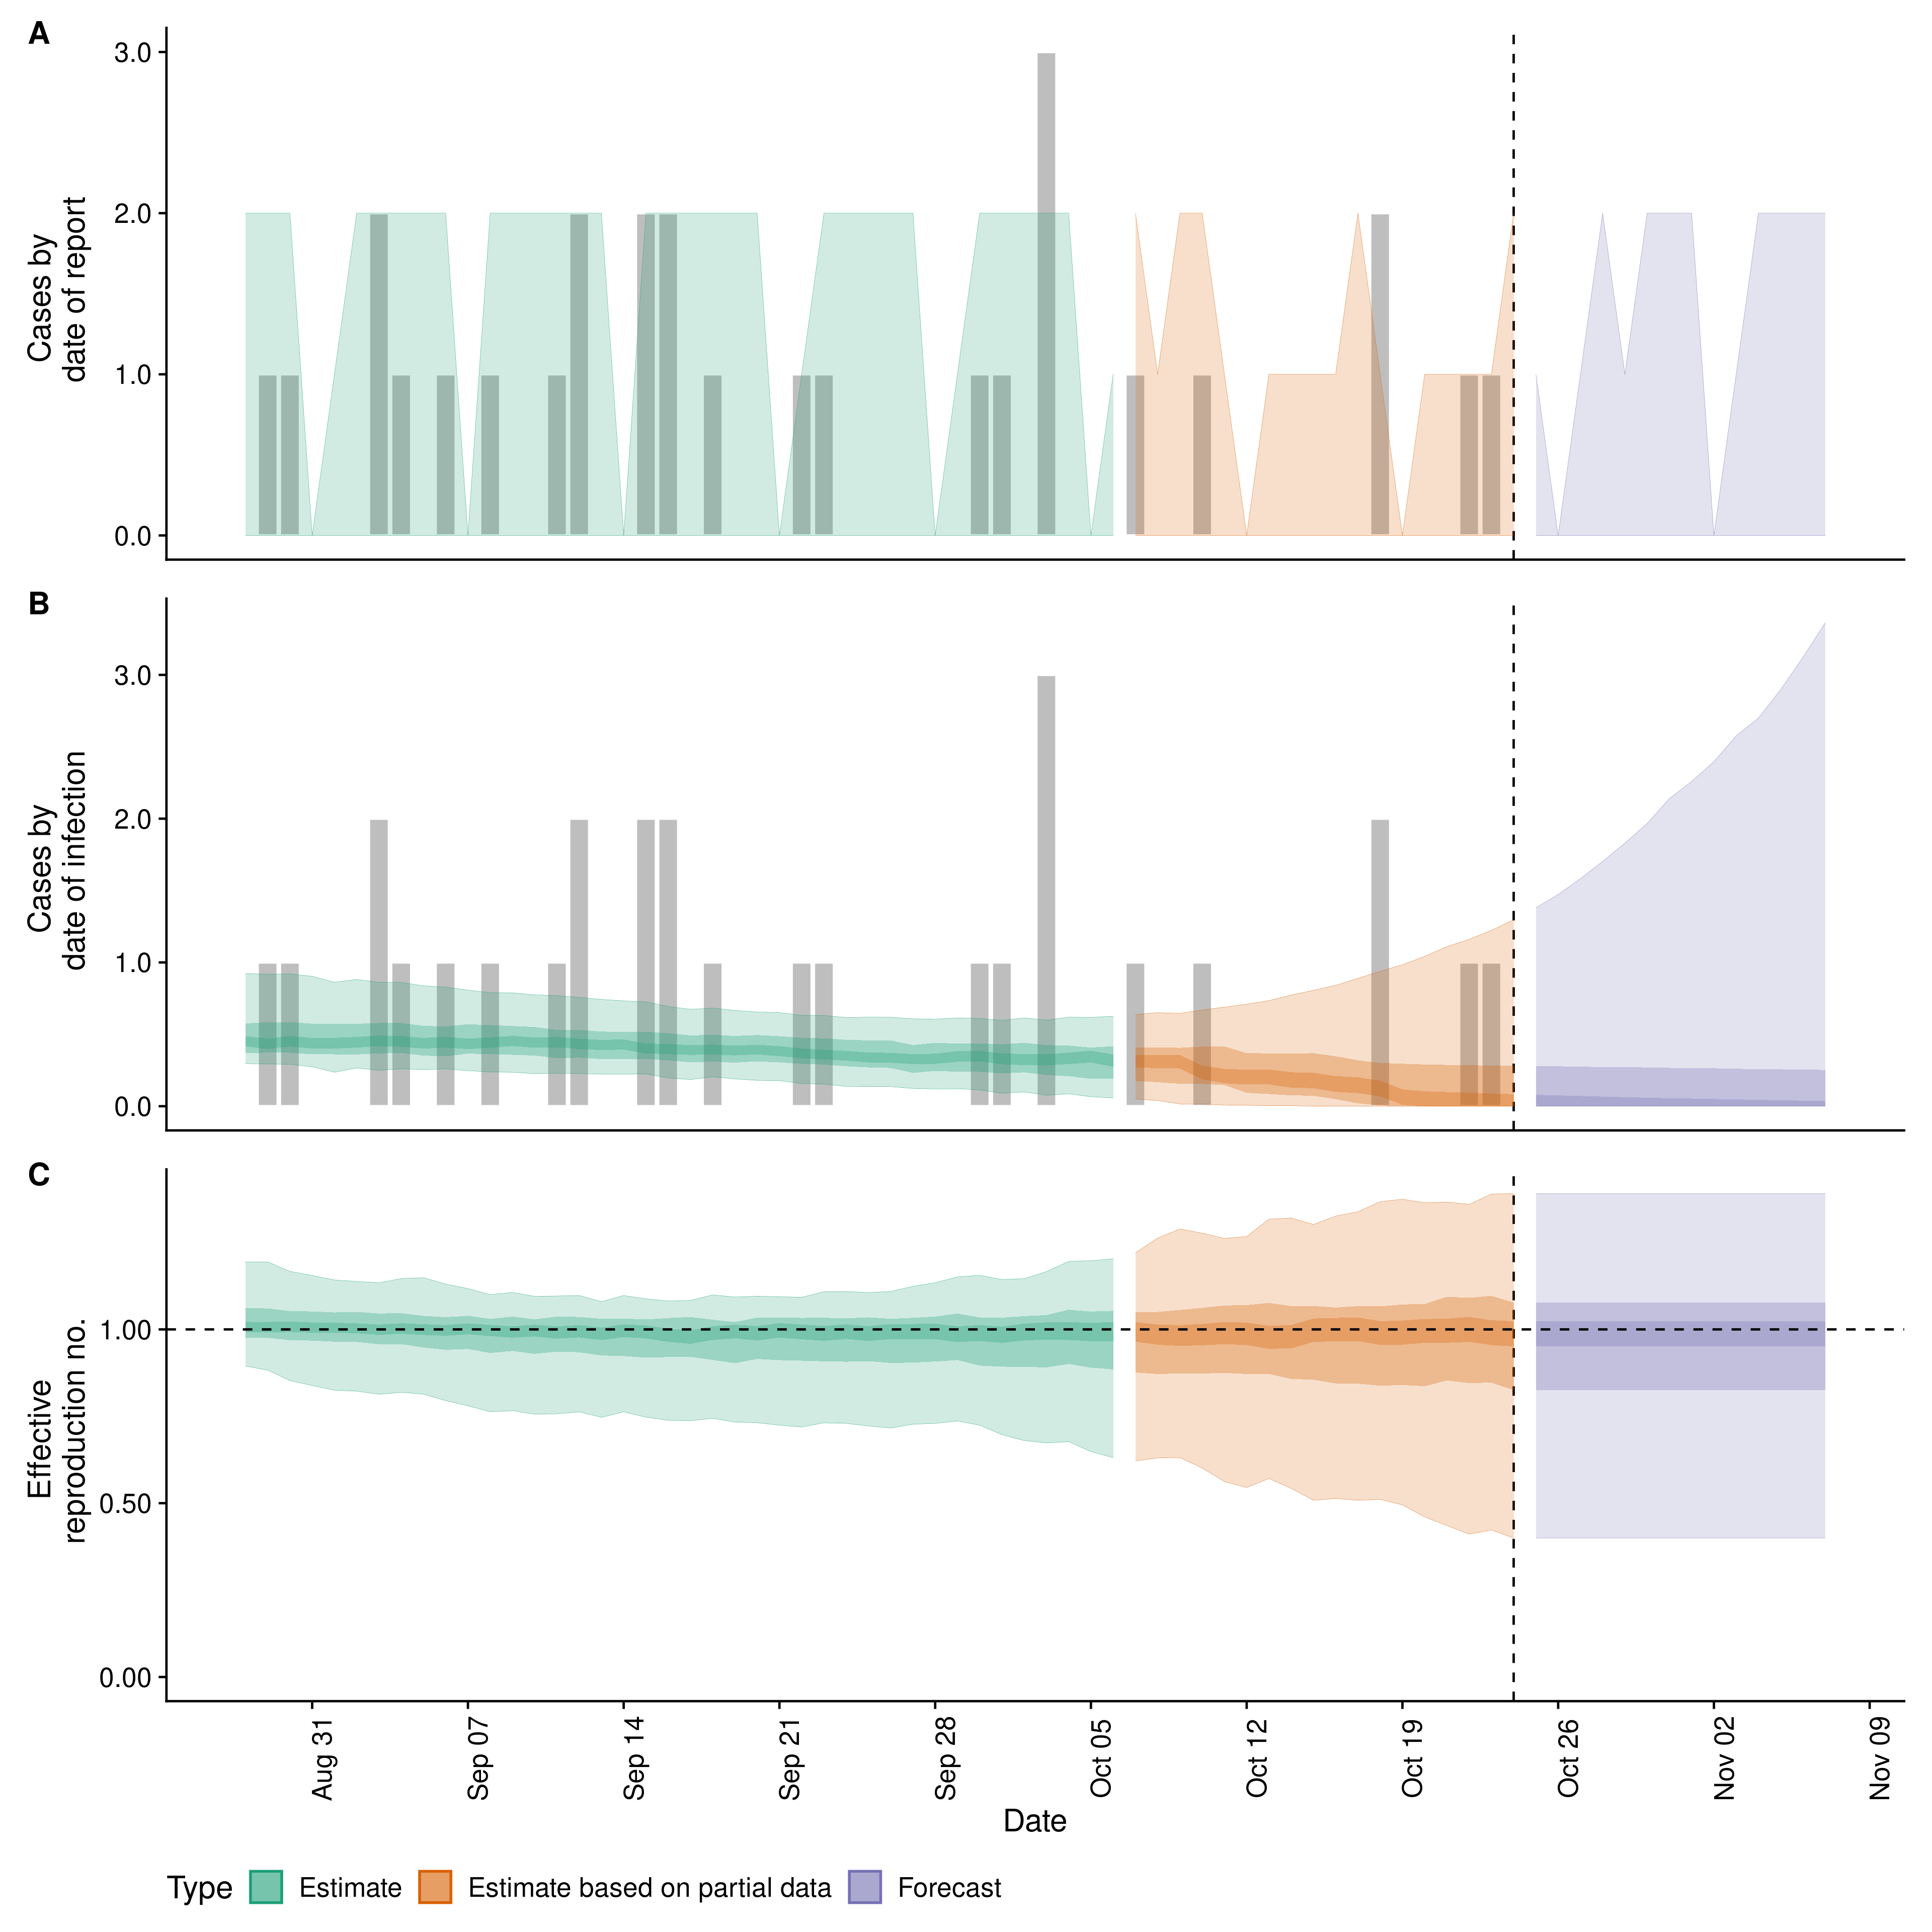 A
3.0
2.0
1.0
0.0
Cases by
date of report
B
3.0
2.0
1.0
0.0
Cases by
date of infection
C
1.00
0.50
0.00
Effective
reproduction no.
Aug 31
Sep 07
Sep 14
Sep 21
Sep 28
Oct 05
Oct 12
Oct 19
Oct 26
Nov 02
Nov 09
Date
Type Estimate Estimate based on partial data Forecast